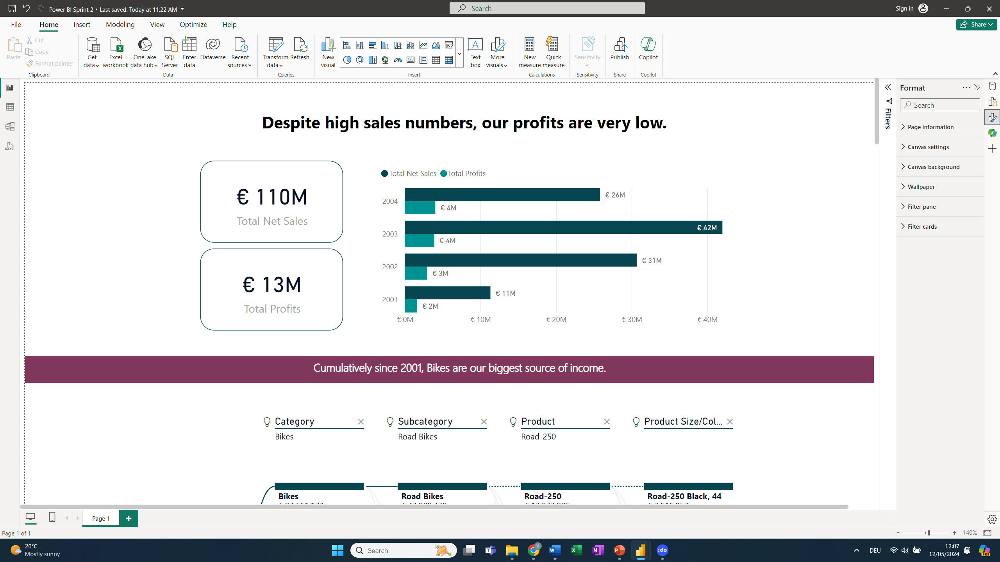 Power BI Sprint 2 • Last saved: Today at 11:22 AM
Search
Sign in
File Home Insert Modeling View Optimize Help
Share
Paste
Cut
Copy
Format painter
Clipboard
Get data
Excel workbook
OneLake data hub
SQL Server
Enter data
Dataverse
Recent sources
Data
Transform data
Refresh
Queries
New visual
Text box
More visuals
Insert
New measure
Quick measure
Calculations
Sensitivity
Sensitivity
Publish
Share
Copilot
Copilot
Despite high sales numbers, our profits are very low.
€ 110M
Total Net Sales
€ 13M
Total Profits
Total Net Sales Total Profits
2004
€ 26M
€ 4M
2003
€ 42M
€ 4M
2002
€ 31M
€ 3M
2001
€ 11M
€ 2M
€ 0M € 10M € 20M € 30M € 40M
Cumulatively since 2001, Bikes are our biggest source of income.
Category Subcategory Product Product Size/Col...
Bikes Road Bikes Road-250
Bikes Road Bikes Road-250 Road-250 Black, 44
Filters
Format
Search
Page information
Canvas settings
Canvas background
Wallpaper
Filter pane
Filter cards
DAX
Page 1
Page 1 of 1
- + 140%
20°C
Mostly sunny
Search
:do
DEU
12:07
12/05/2024
PRE